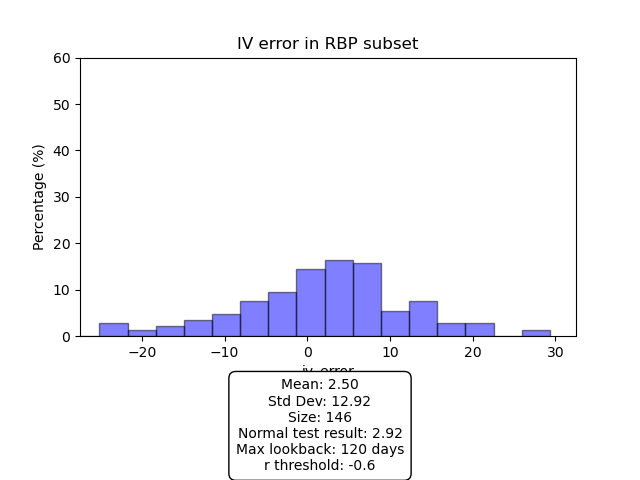 IV error in RBP subset
60
50
40
30
20
10
0
Percentage (%)
−20
−10
0
10
20
30
iv_error
Mean: 2.50
Std Dev: 12.92
Size: 146
Normal test result: 2.92
Max lookback: 120 days
r threshold: -0.6